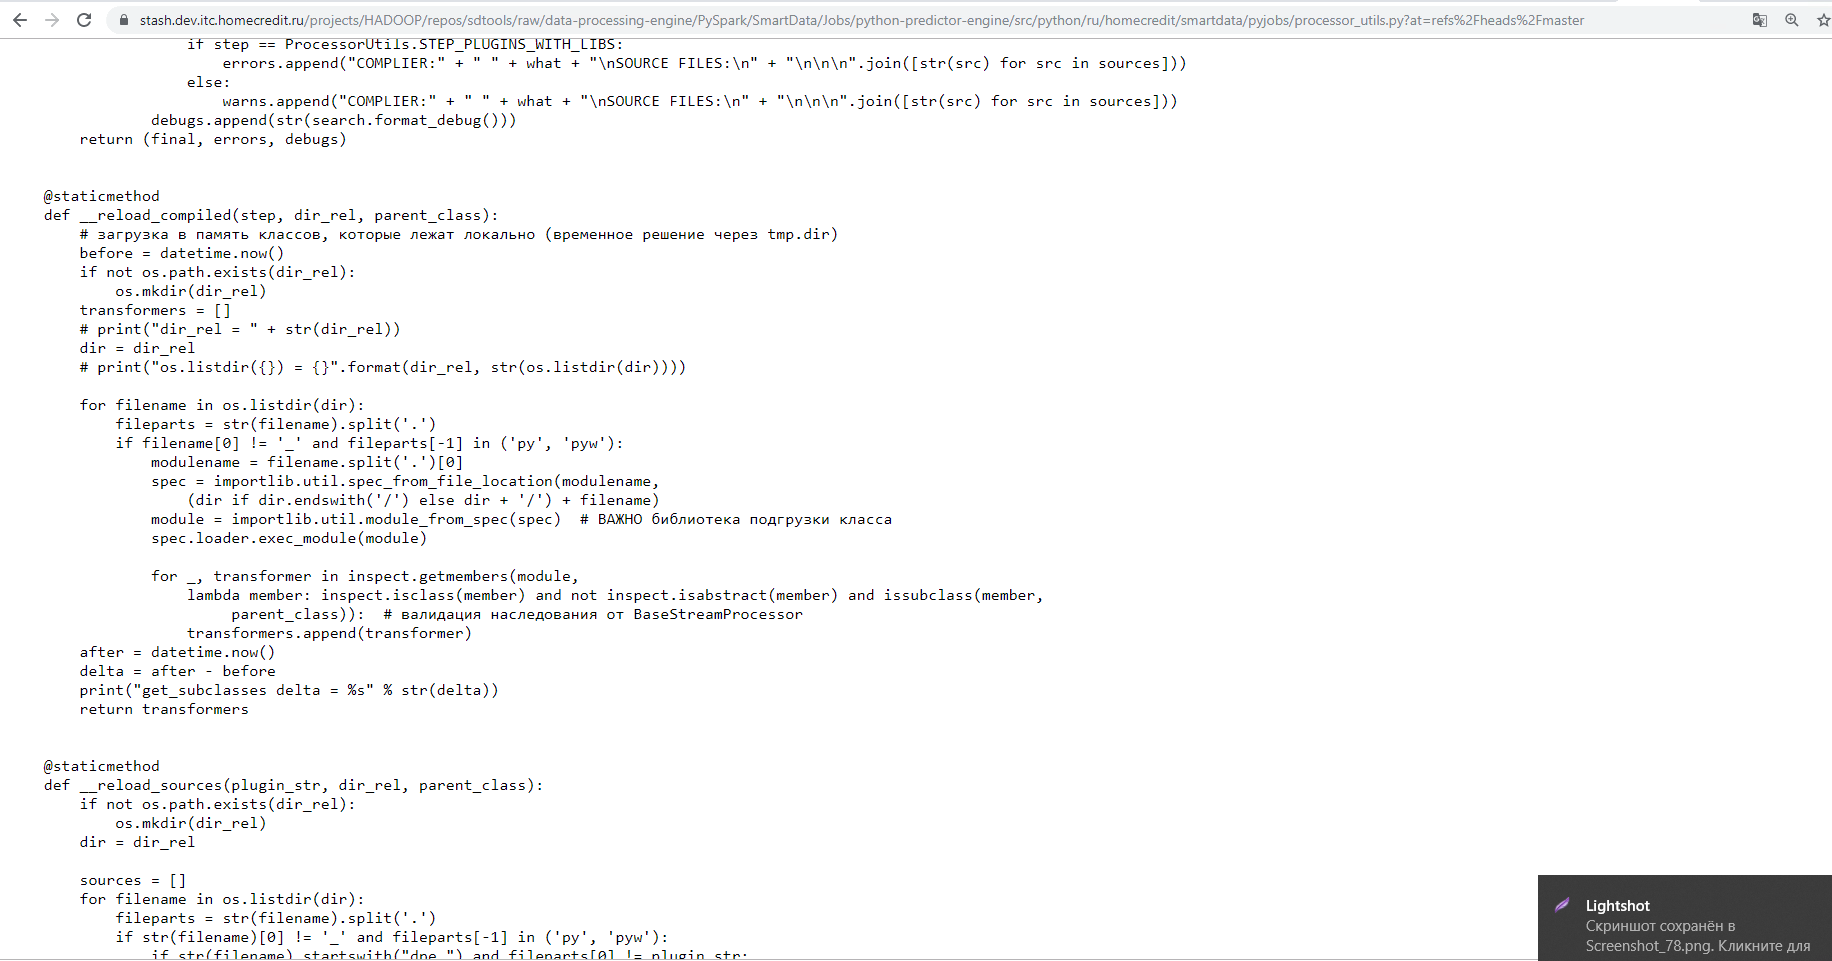 stash.dev.itc.homecredit.ru/projects/HADOOP/repos/sdtools/raw/data-processing-engine/PySpark/SmartData/Jobs/python-predictor-engine/src/python/ru/homecredit/smartdata/pyjobs/processor_utils.py?at=refs%2Fheads%2Fmaster
if step == ProcessorUtils.STEP_PLUGINS_WITH_LIBS:
errors.append("COMPLIER:" + " " + what + "\nSOURCE FILES:\n" + "\n\n\n".join([str(src) for src in sources]))
else:
warns.append("COMPLIER:" + " " + what + "\nSOURCE FILES:\n" + "\n\n\n".join([str(src) for src in sources]))
debugs.append(str(search.format_debug()))
return (final, errors, debugs)
@staticmethod
def __reload_compiled(step, dir_rel, parent_class):
# загрузка в память классов, которые лежат локально (временное решение через tmp.dir)
before = datetime.now()
if not os.path.exists(dir_rel):
os.mkdir(dir_rel)
transformers = []
# print("dir_rel = " + str(dir_rel))
dir = dir_rel
# print("os.listdir({}) = {}".format(dir_rel, str(os.listdir(dir))))
for filename in os.listdir(dir):
fileparts = str(filename).split('.')
if filename[0] != '_' and fileparts[-1] in ('py', 'pyw'):
modulename = filename.split('.')[0]
spec = importlib.util.spec_from_file_location(modulename,
(dir if dir.endswith('/') else dir + '/') + filename)
module = importlib.util.module_from_spec(spec)  # ВАЖНО библиотека подгрузки класса
spec.loader.exec_module(module)
for _, transformer in inspect.getmembers(module,
lambda member: inspect.isclass(member) and not inspect.isabstract(member) and issubclass(member,
parent_class)):  # валидация наследования от BaseStreamProcessor
transformers.append(transformer)
after = datetime.now()
delta = after - before
print("get_subclasses delta = %s" % str(delta))
return transformers
@staticmethod
def __reload_sources(plugin_str, dir_rel, parent_class):
if not os.path.exists(dir_rel):
os.mkdir(dir_rel)
dir = dir_rel
sources = []
for filename in os.listdir(dir):
fileparts = str(filename).split('.')
if str(filename)[0] != '_' and fileparts[-1] in ('py', 'pyw'):
if str(filename).startswith("dpe_") and fileparts[0] != plugin_str:
Lightshot
Скриншот сохранён в
Screenshot_78.png. Кликните для